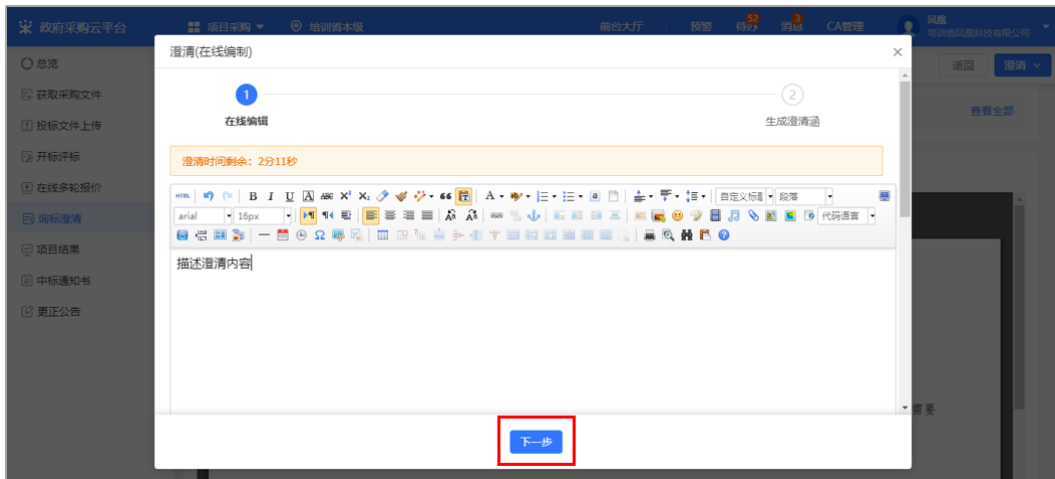 政府采购云平台
项目采购
培训省本级
前台大厅
预警
待办
52
消息
3
CA管理
凤凰
培训省凤凰科技有限公司
总览
获取采购文件
投标文件上传
开标评标
在线多轮报价
询标澄清
项目结果
中标通知书
更正公告
返回
澄清
查看全部
澄清(在线编制)
1
2
在线编辑
生成澄清函
澄清时间剩余：2分11秒
HTML
B I U A ABC X² X₂
66
自定义标题
段落
arial
16px
代码语言
描述澄清内容
需要
下一步